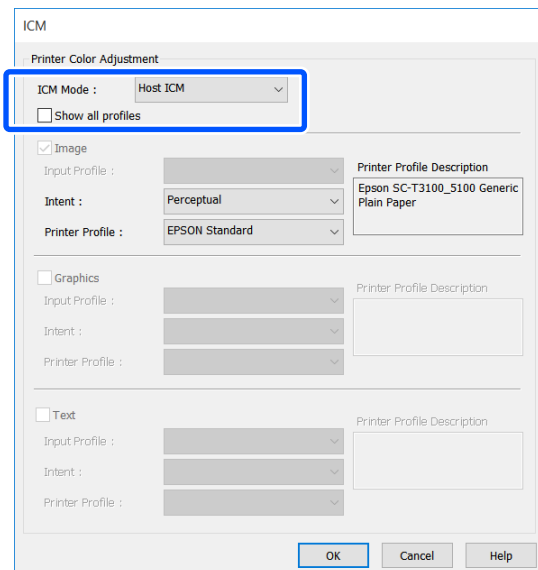 ICM
Printer Color Adjustment
ICM Mode : Host ICM
Show all profiles
Image
Input Profile : Printer Profile Description
Intent : Perceptual Epson SC-T3100_5100 Generic
Plain Paper
Printer Profile : EPSON Standard
Graphics
Input Profile : Printer Profile Description
Intent :
Printer Profile :
Text
Input Profile : Printer Profile Description
Intent :
Printer Profile :
OK Cancel Help